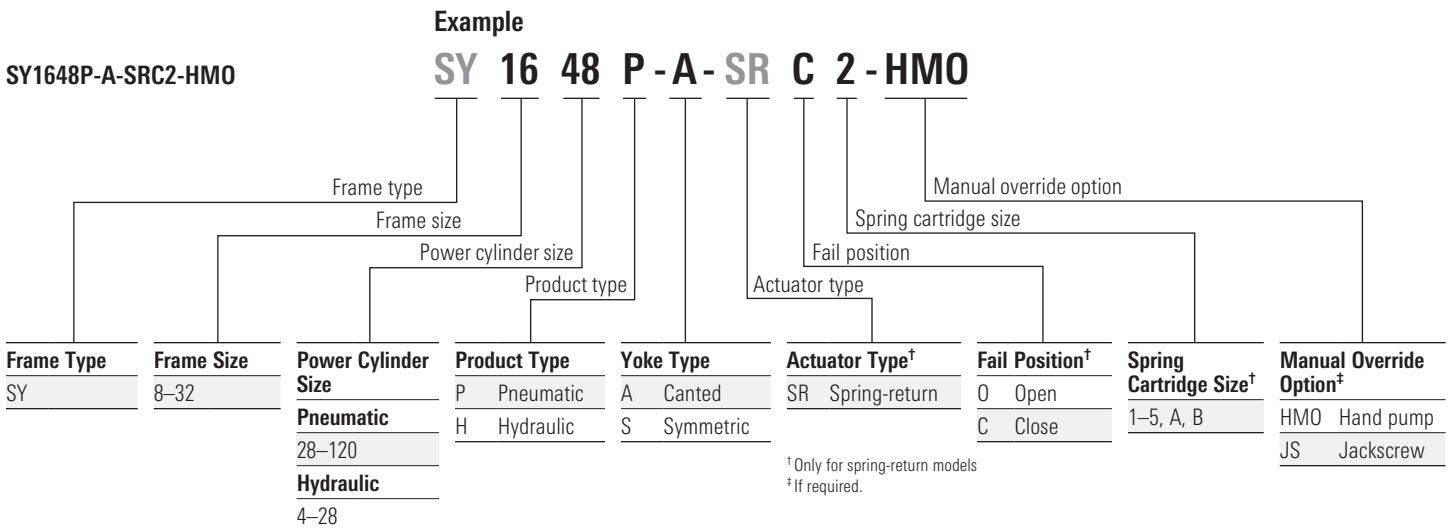 Example
SY1648P-A-SRC2-HMO
SY 16 48 P - A - SR C 2 - HMO
Frame type
Manual override option
Frame size
Spring cartridge size
Power cylinder size
Fail position
Product type
Actuator type
Frame Type
SY
Frame Size
8–32
Power Cylinder
Size
Pneumatic
28–120
Hydraulic
4–28
Product Type
P Pneumatic
H Hydraulic
Yoke Type
A Canted
S Symmetric
Actuator Type†
SR Spring-return
Fail Position†
O Open
C Close
Spring
Cartridge Size†
1–5, A, B
Manual Override
Option‡
HMO Hand pump
JS Jackscrew
† Only for spring-return models
‡ If required.